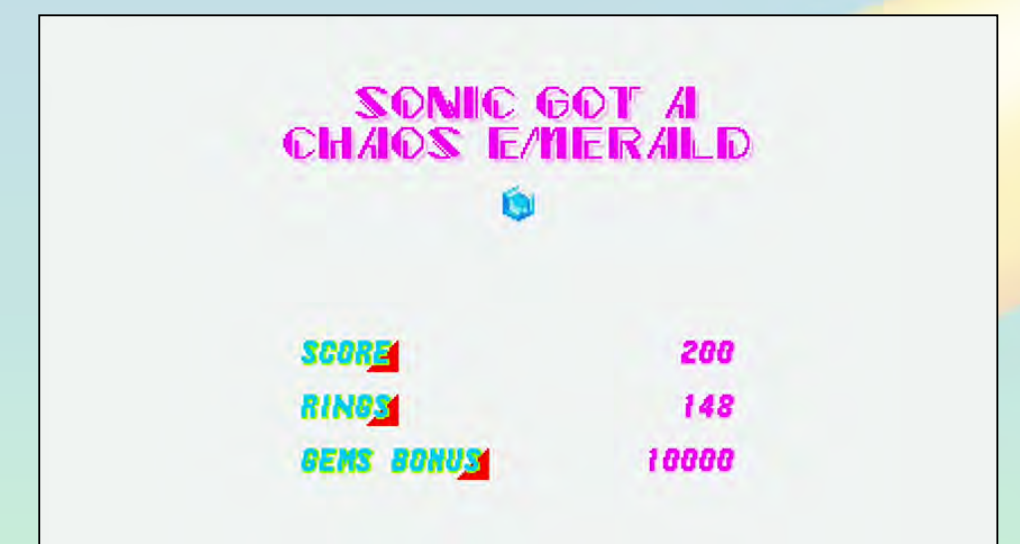 SONIC GOT A
CHAOS EMERALD
SCORE 200
RINGS 148
GEMS BONUS 10000